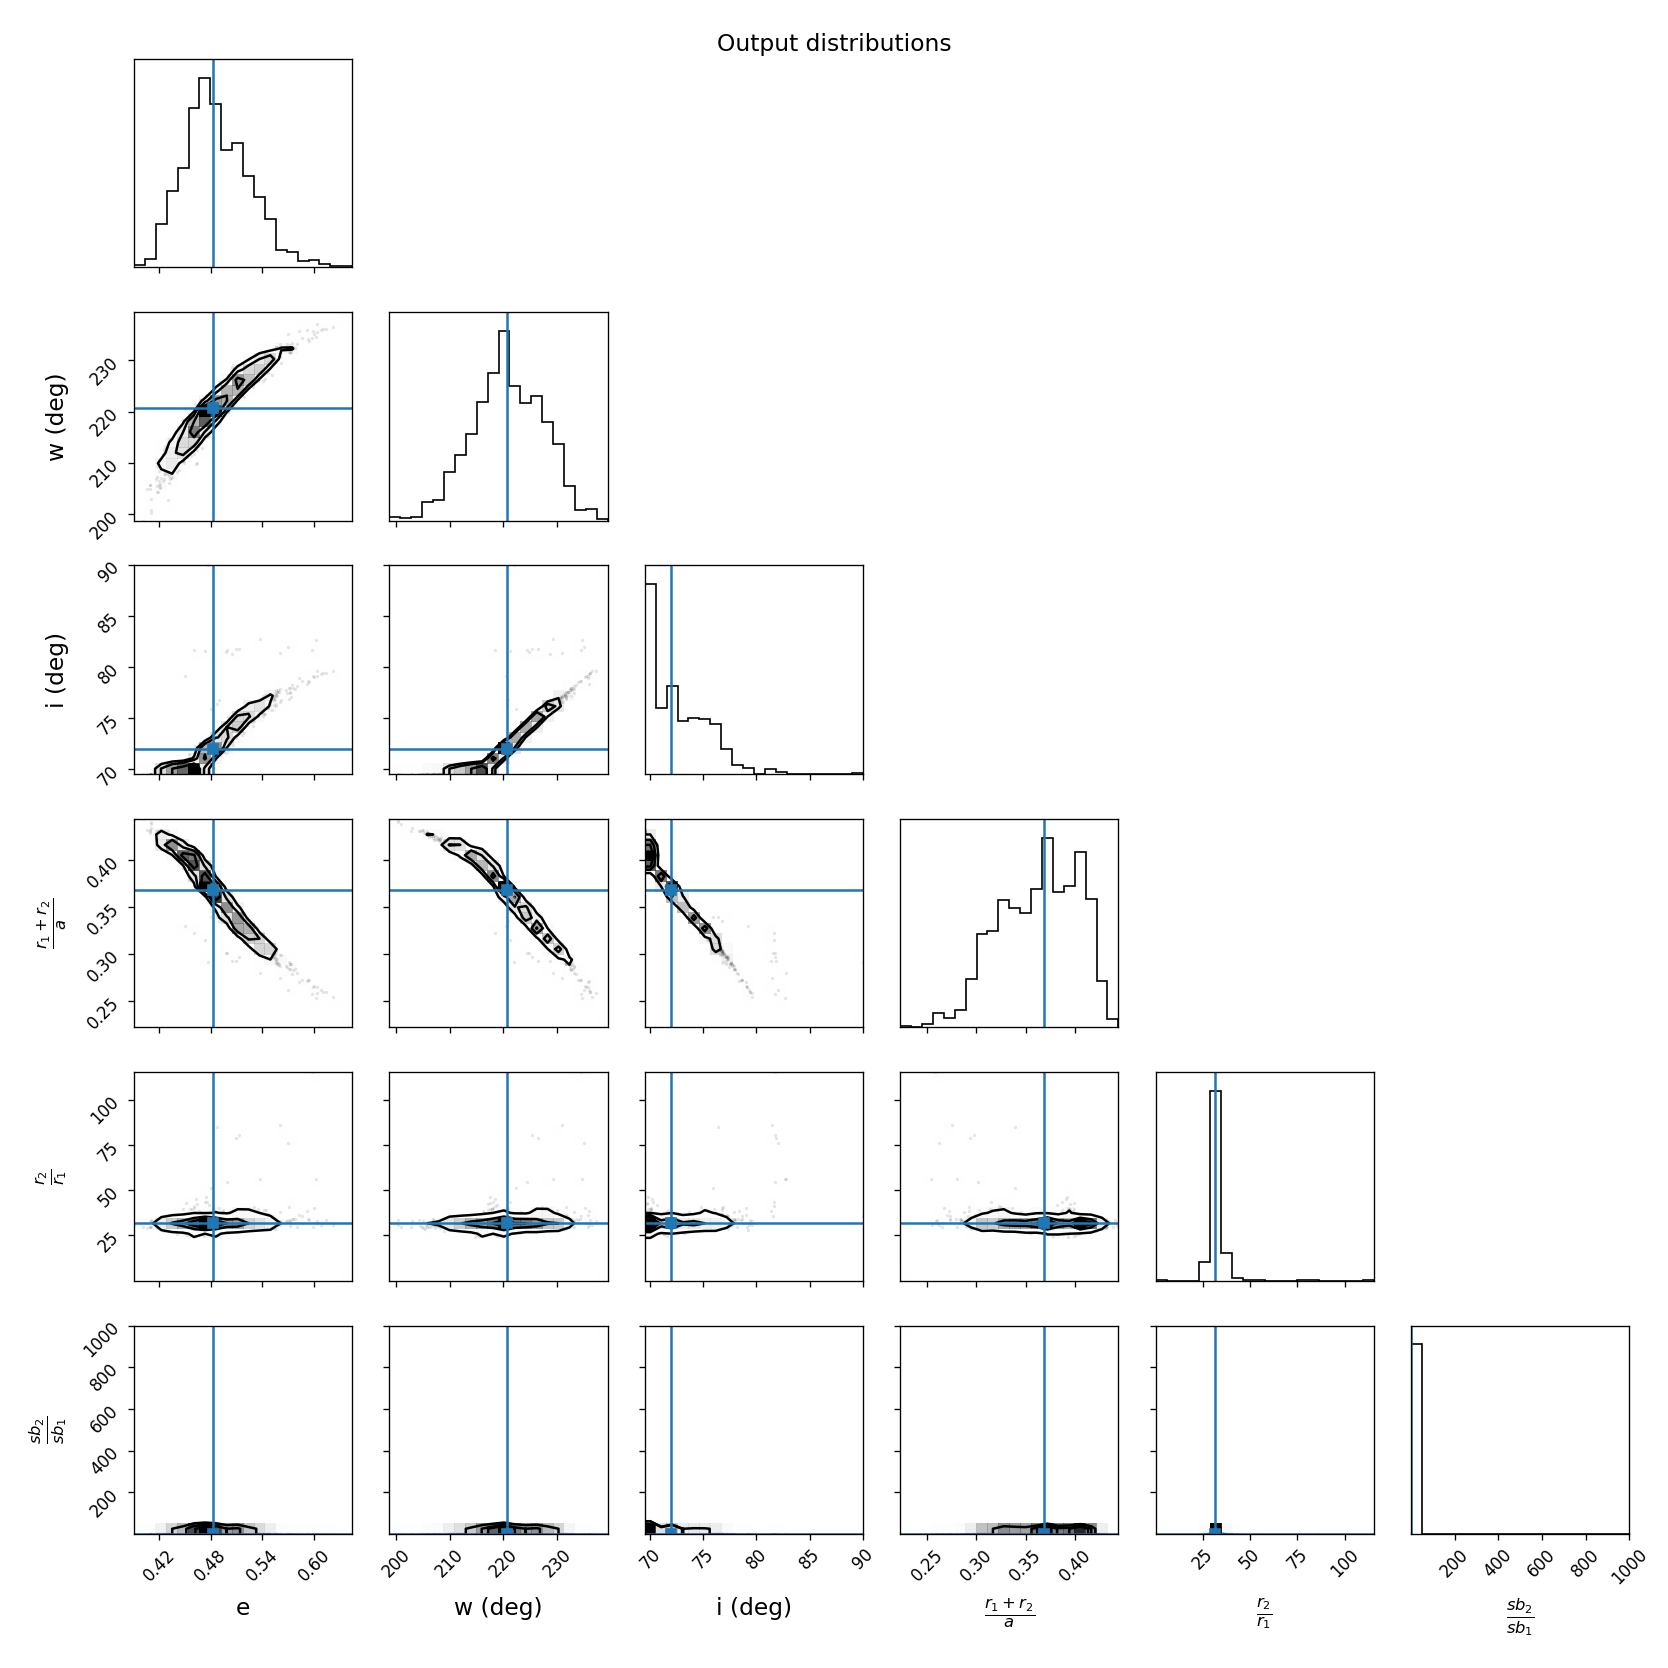 Output distributions
w (deg)
230
220
210
200
i (deg)
90
85
80
75
70
r₁ + r₂
a
0.40
0.35
0.30
0.25
r₂
r₁
100
75
50
25
sb₂
sb₁
1000
800
600
400
200
0.42 0.48 0.54 0.60
200 210 220 230
70 75 80 85 90
0.25 0.30 0.35 0.40
25 50 75 100
200 400 600 800 1000
e
w (deg)
i (deg)
r₁ + r₂
a
r₂
r₁
sb₂
sb₁